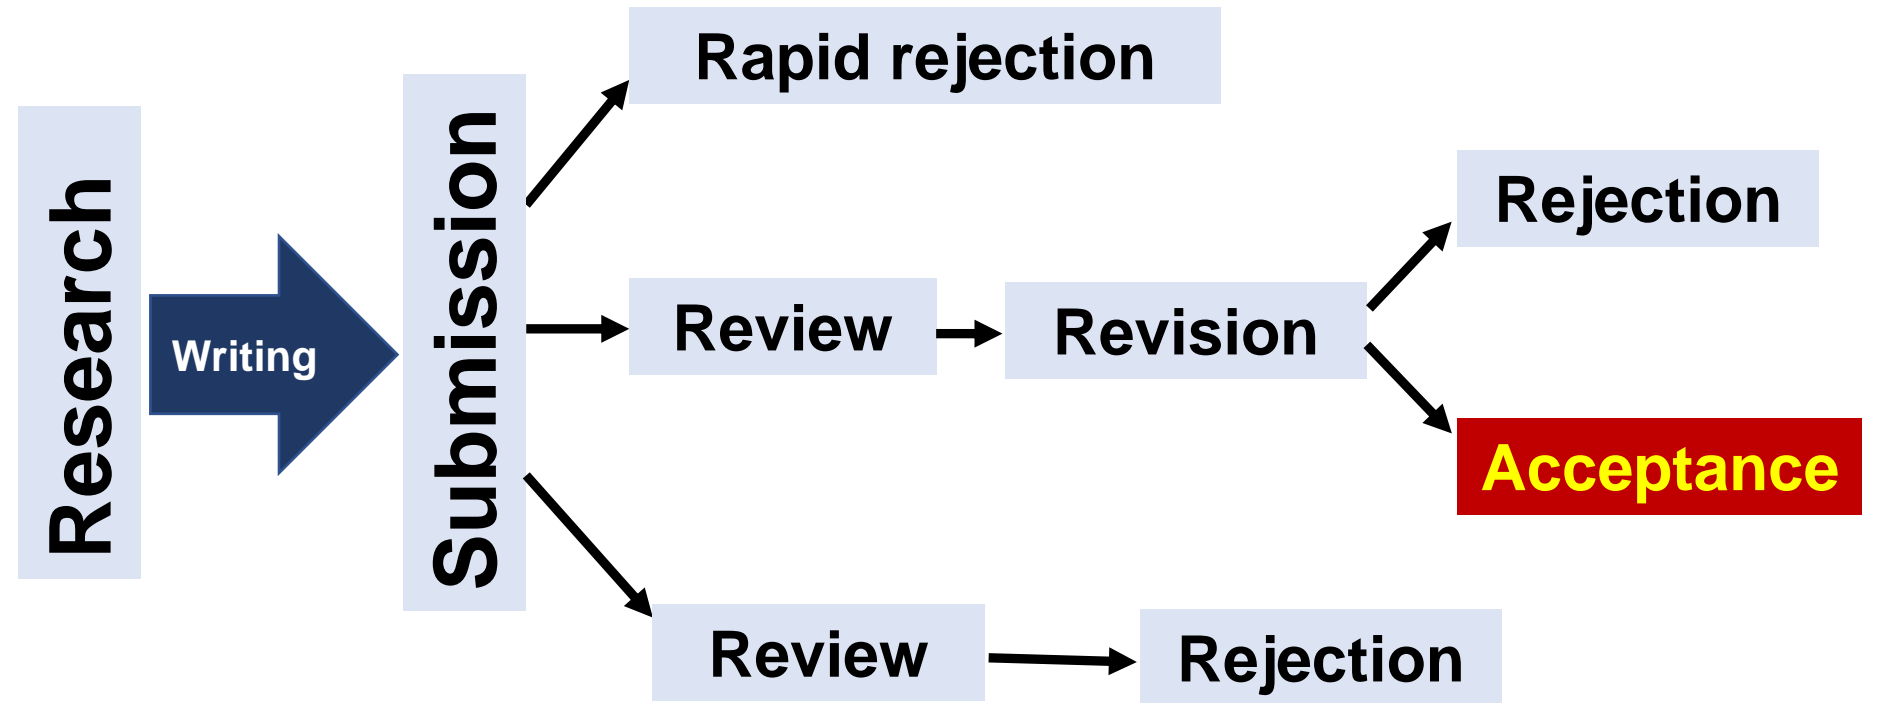 Research
Writing
Submission
Rapid rejection
Review
Revision
Rejection
Acceptance
Review
Rejection